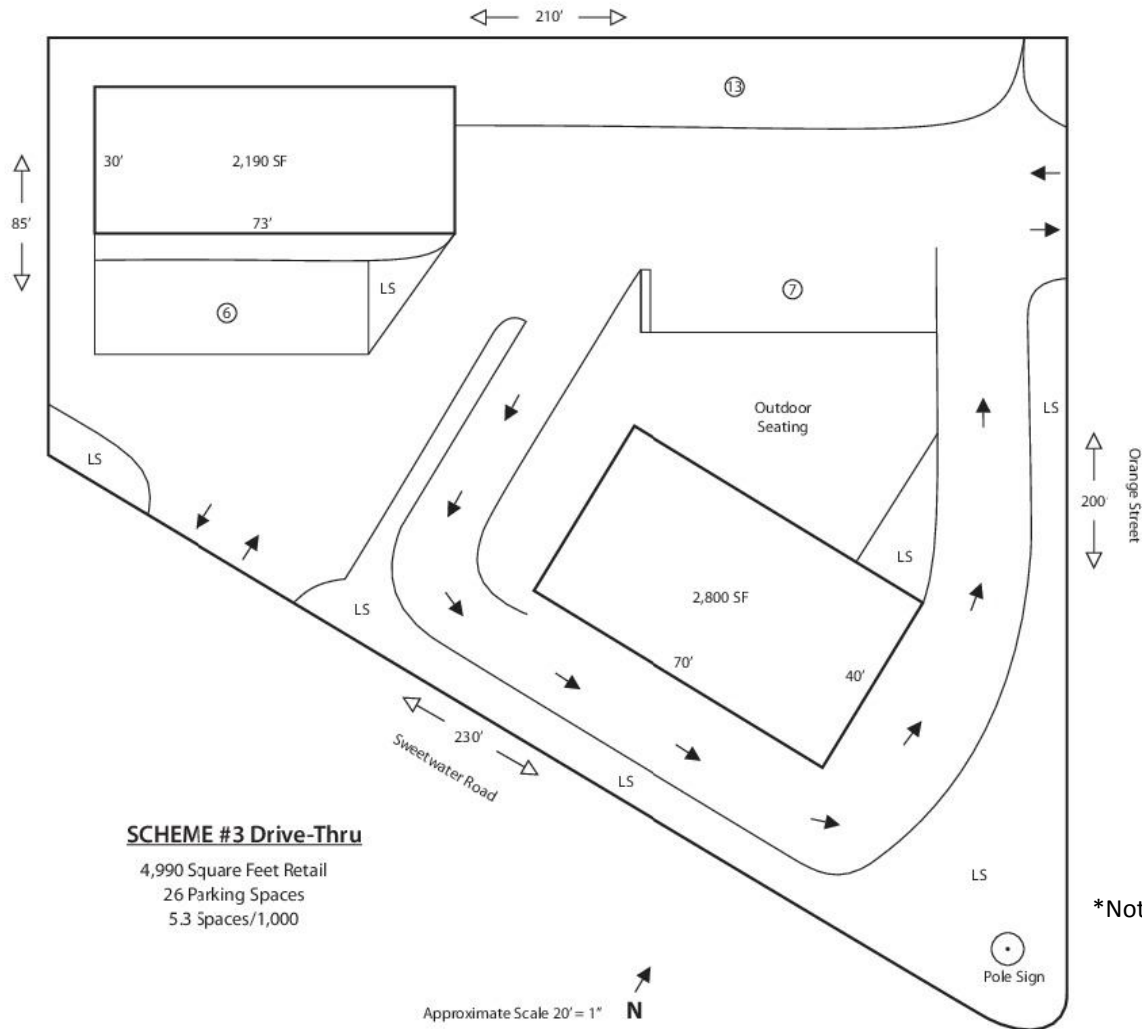 210'
13
30'
2,190 SF
85'
73'
LS
6
7
Outdoor
Seating
LS
LS
Orange Street
200'
LS
2,800 SF
LS
70'
40'
230'
Sweetwater Road
LS
SCHEME #3 Drive-Thru
4,990 Square Feet Retail
26 Parking Spaces
5.3 Spaces/1,000
LS
*Not
Pole Sign
Approximate Scale 20' = 1" N